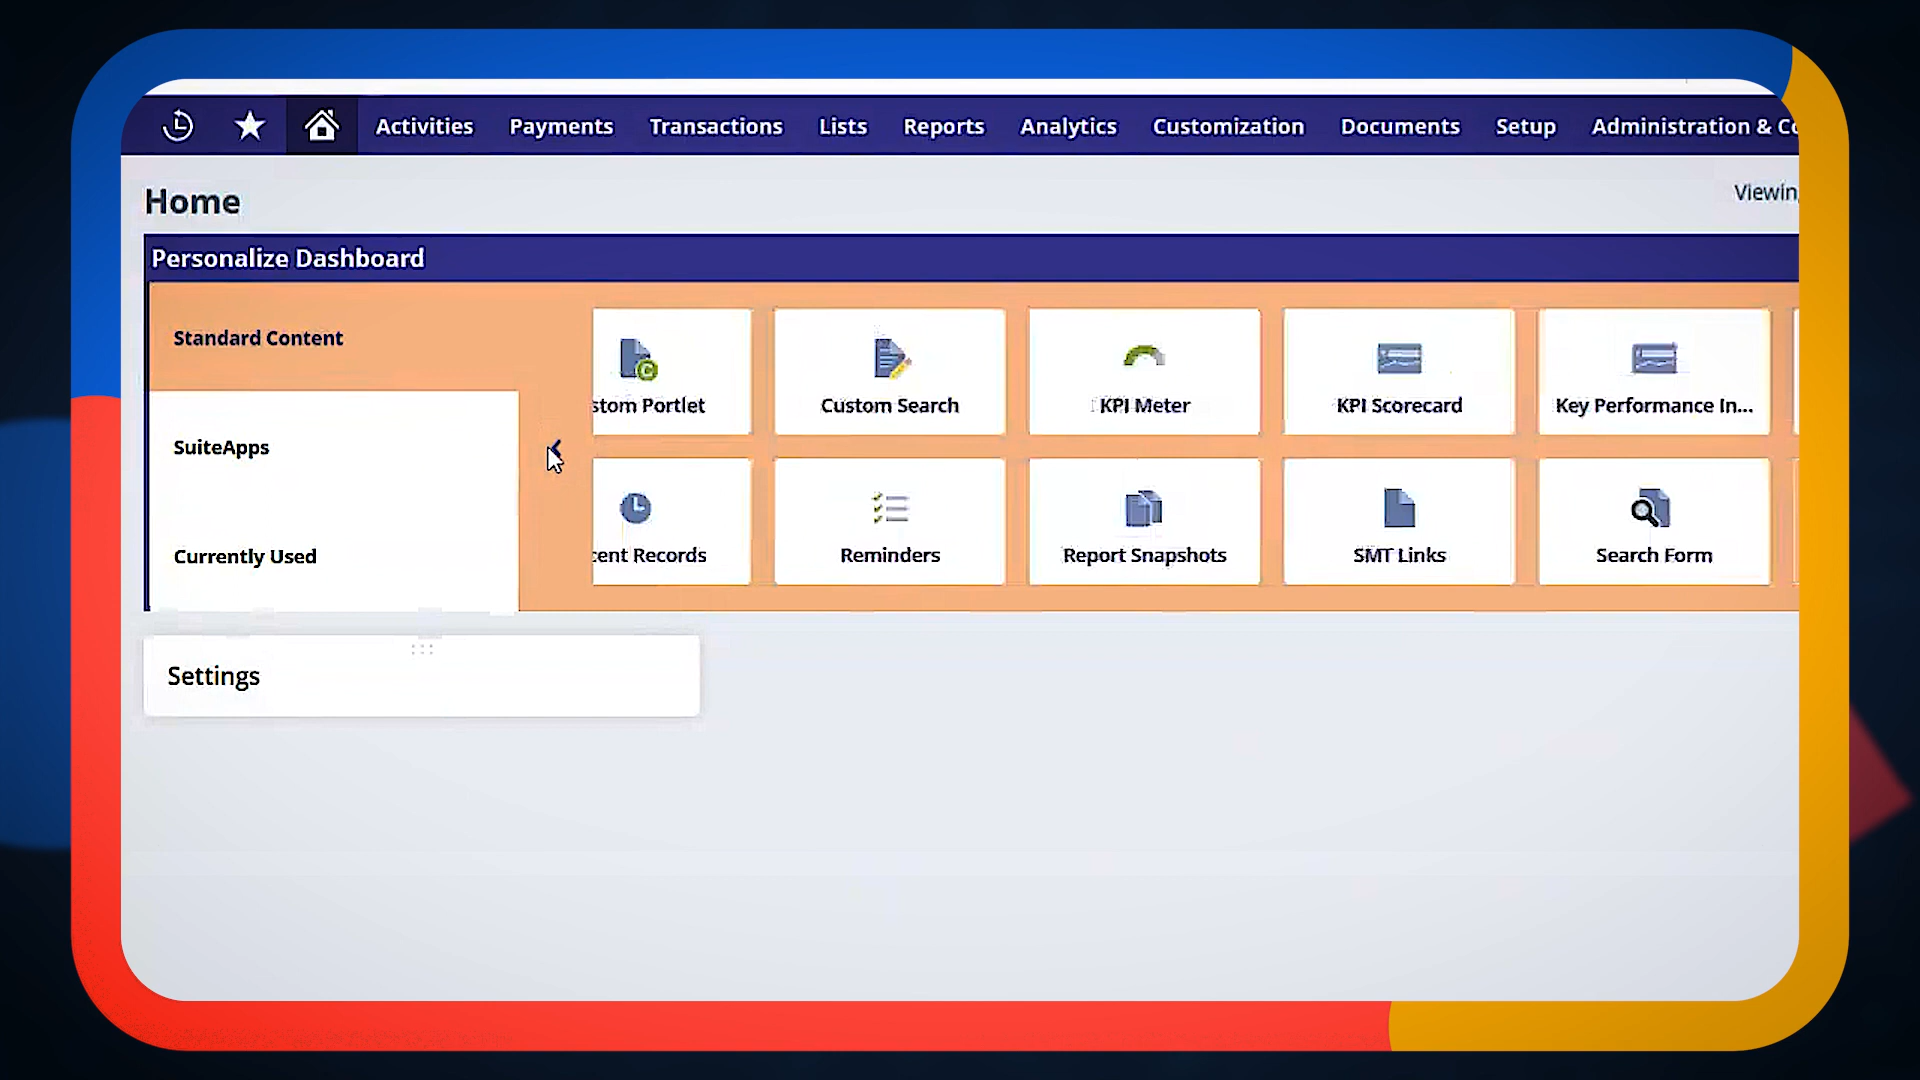 Activities Payments Transactions Lists Reports Analytics Customization Documents Setup Administration & Co
Home
Viewin
Personalize Dashboard
Standard Content
SuiteApps
Currently Used
stom Portlet
Custom Search
KPI Meter
KPI Scorecard
Key Performance In...
cent Records
Reminders
Report Snapshots
SMT Links
Search Form
Settings